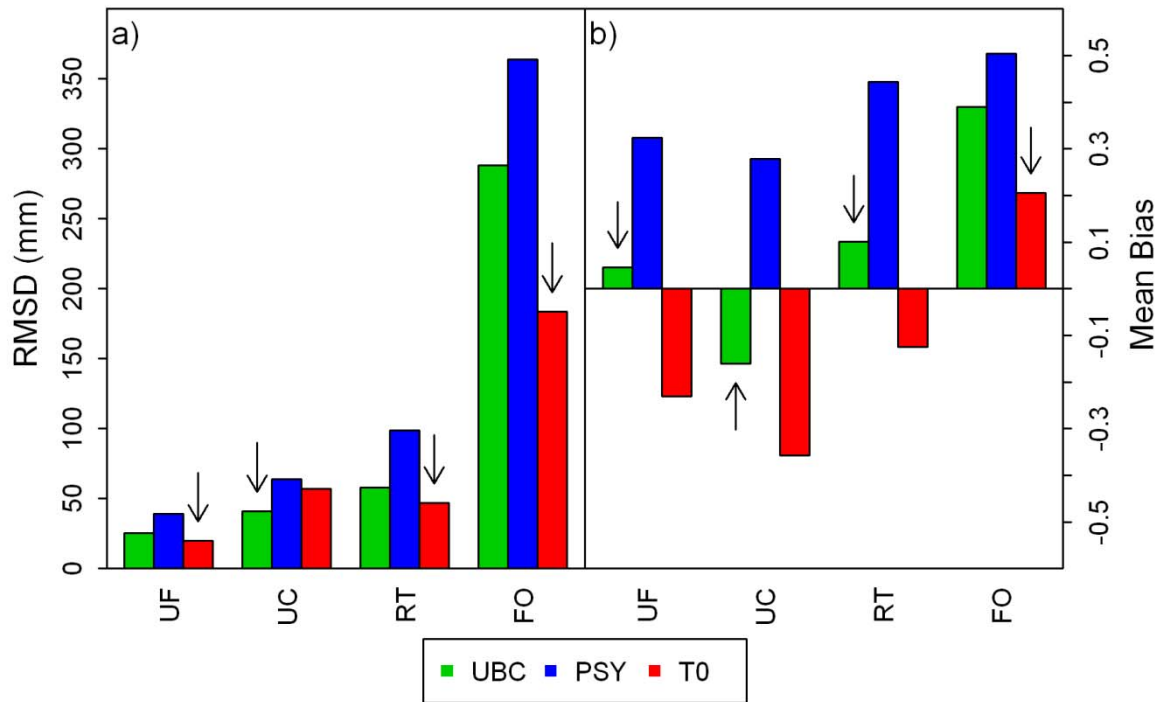 a)
b)
RMSD (mm)
0
50
100
150
200
250
300
350
UF
UC
RT
FO
UF
UC
RT
FO
0.5
0.3
0.1
-0.1
-0.3
-0.5
Mean Bias
UBC PSY T0